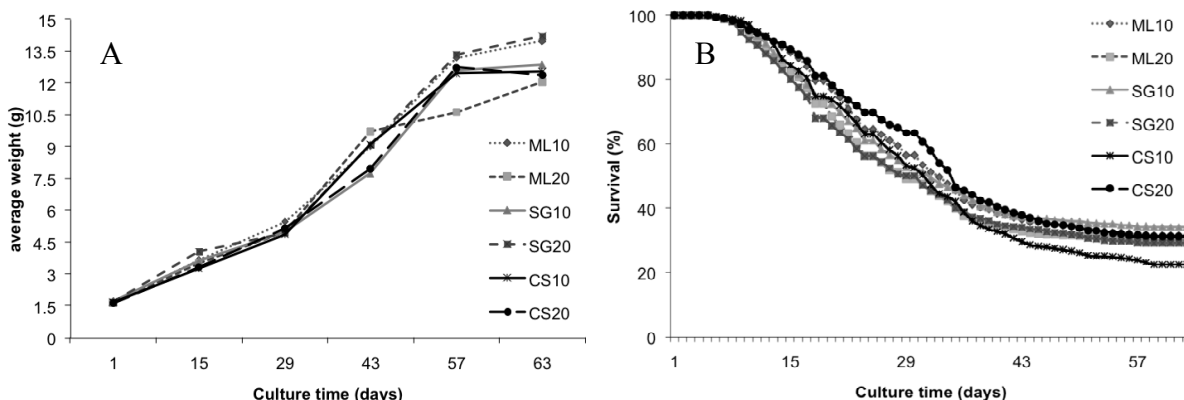 A
average weight (g)
15
13.5
12
10.5
9
7.5
6
4.5
3
1.5
0
1 15 29 43 57 63
Culture time (days)
ML10
ML20
SG10
SG20
CS10
CS20
B
Survival (%)
100
80
60
40
20
0
1 15 29 43 57
Culture time (days)
ML10
ML20
SG10
SG20
CS10
CS20